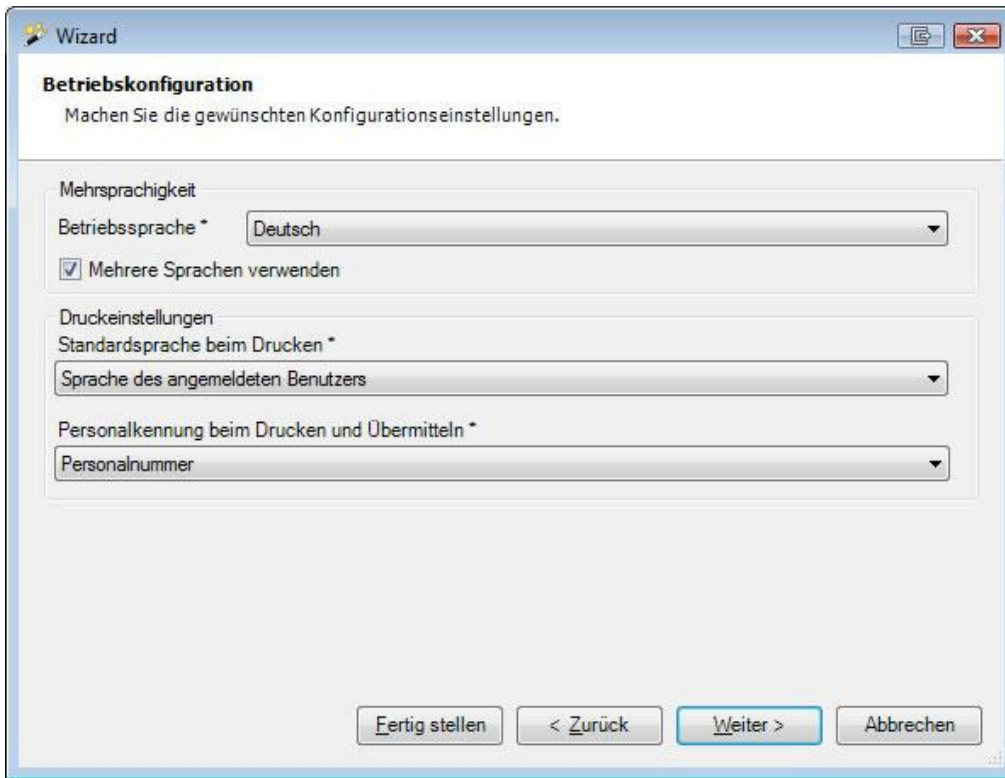 Wizard
Betriebskonfiguration
Machen Sie die gewünschten Konfigurationseinstellungen.
Mehrsprachigkeit
Betriebssprache * Deutsch
Mehrere Sprachen verwenden
Druckeinstellungen
Standardsprache beim Drucken *
Sprache des angemeldeten Benutzers
Personalkennung beim Drucken und Übermitteln *
Personalnummer
Fertig stellen < Zurück Weiter > Abbrechen